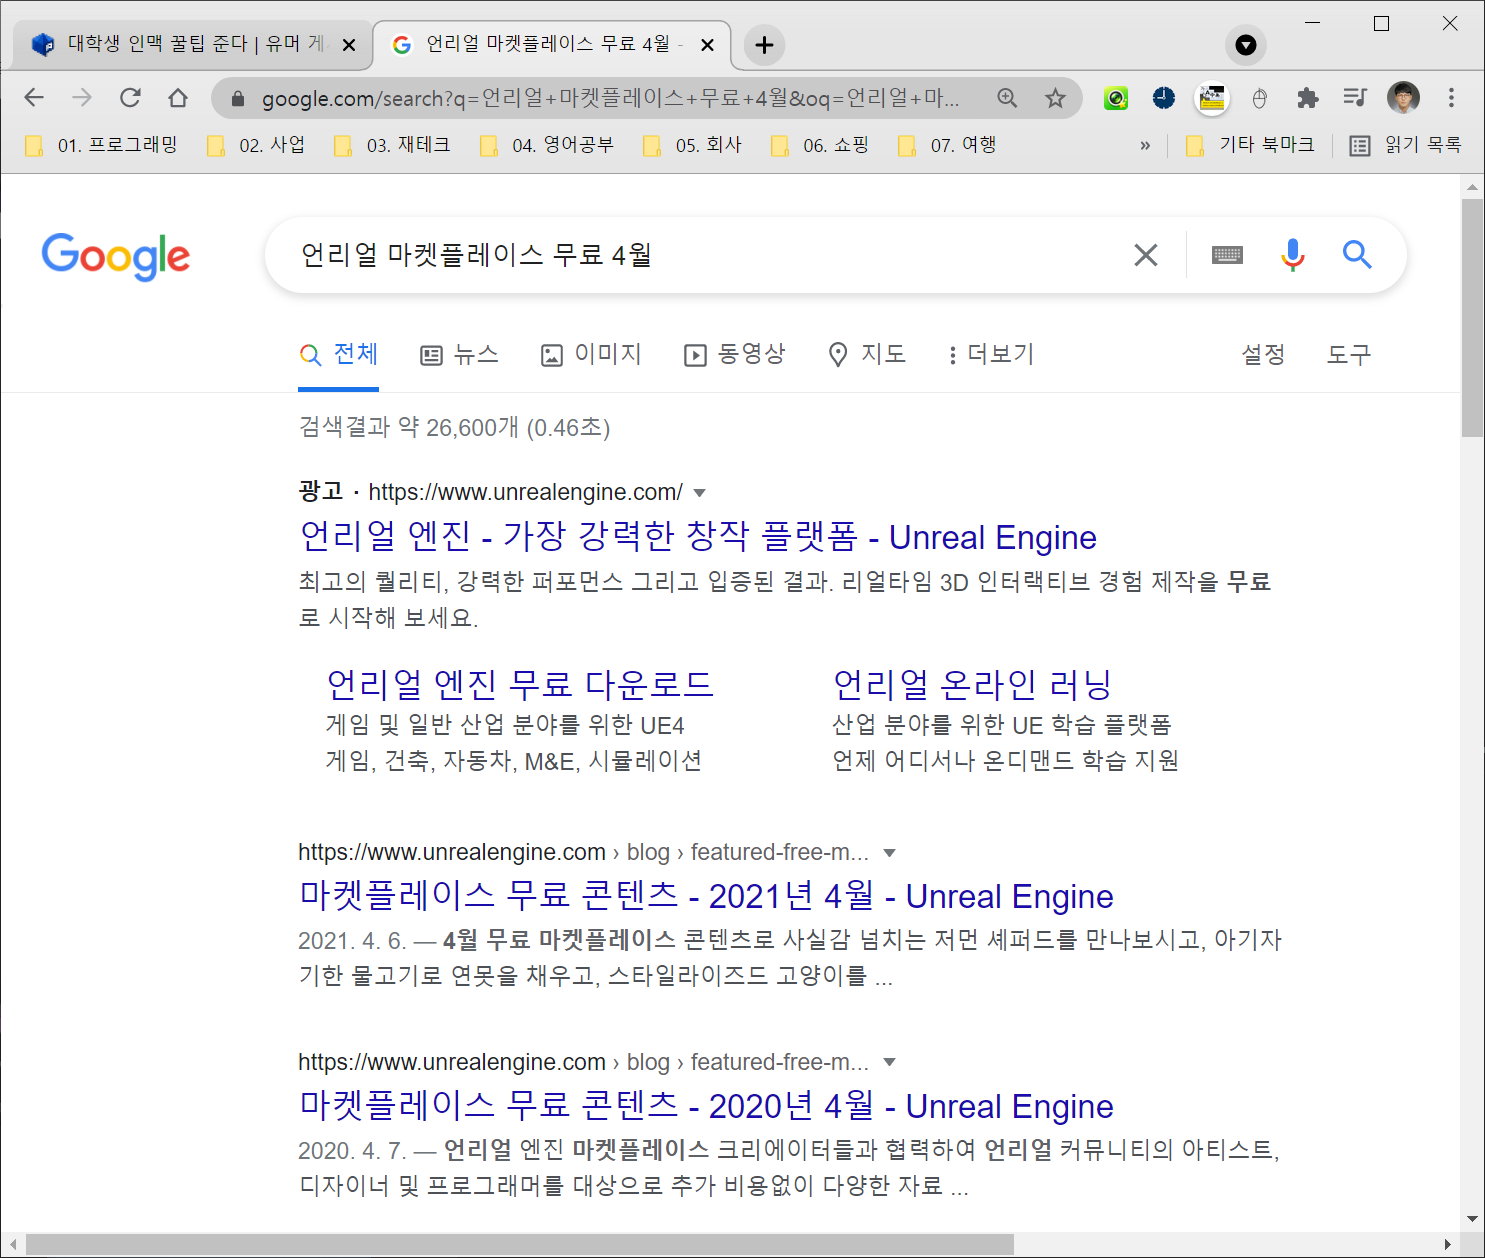 대학생 인맥 꿀팁 준다 | 유머 게
언리얼 마켓플레이스 무료 4월 -
google.com/search?q=언리얼+마켓플레이스+무료+4월&oq=언리얼+마...
01. 프로그래밍
02. 사업
03. 재테크
04. 영어공부
05. 회사
06. 쇼핑
07. 여행
»
기타 북마크
읽기 목록
Google
언리얼 마켓플레이스 무료 4월
전체
뉴스
이미지
동영상
지도
더보기
설정
도구
검색결과 약 26,600개 (0.46초)
광고 · https://www.unrealengine.com/
언리얼 엔진 - 가장 강력한 창작 플랫폼 - Unreal Engine
최고의 퀄리티, 강력한 퍼포먼스 그리고 입증된 결과. 리얼타임 3D 인터랙티브 경험 제작을 무료
로 시작해 보세요.
언리얼 엔진 무료 다운로드
게임 및 일반 산업 분야를 위한 UE4
게임, 건축, 자동차, M&E, 시뮬레이션
언리얼 온라인 러닝
산업 분야를 위한 UE 학습 플랫폼
언제 어디서나 온디맨드 학습 지원
https://www.unrealengine.com › blog › featured-free-m...
마켓플레이스 무료 콘텐츠 - 2021년 4월 - Unreal Engine
2021. 4. 6. — 4월 무료 마켓플레이스 콘텐츠로 사실감 넘치는 저먼 셰퍼드를 만나보시고, 아기자
기한 물고기로 연못을 채우고, 스타일라이즈드 고양이를 ...
https://www.unrealengine.com › blog › featured-free-m...
마켓플레이스 무료 콘텐츠 - 2020년 4월 - Unreal Engine
2020. 4. 7. — 언리얼 엔진 마켓플레이스 크리에이터들과 협력하여 언리얼 커뮤니티의 아티스트,
디자이너 및 프로그래머를 대상으로 추가 비용없이 다양한 자료 ...